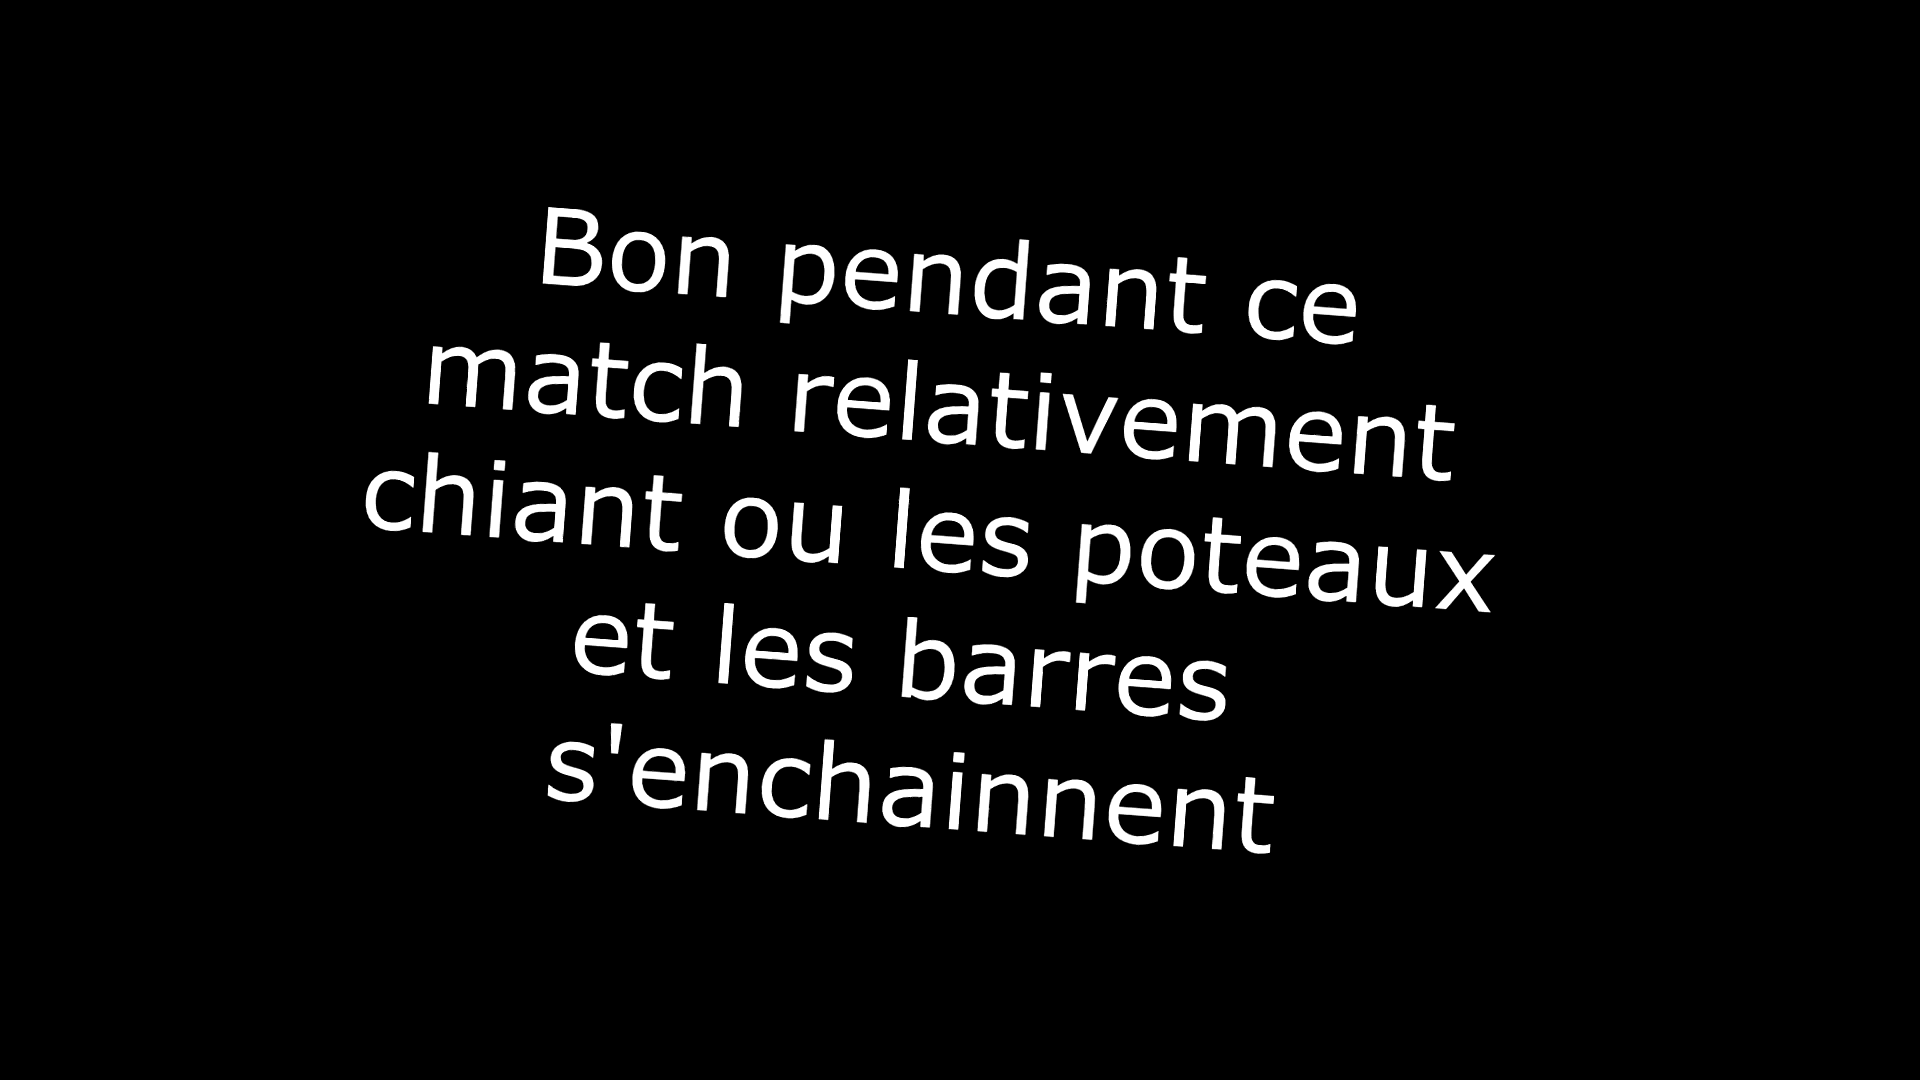 Bon pendant ce
match relativement
chiant ou les poteaux
et les barres
s'enchainnent